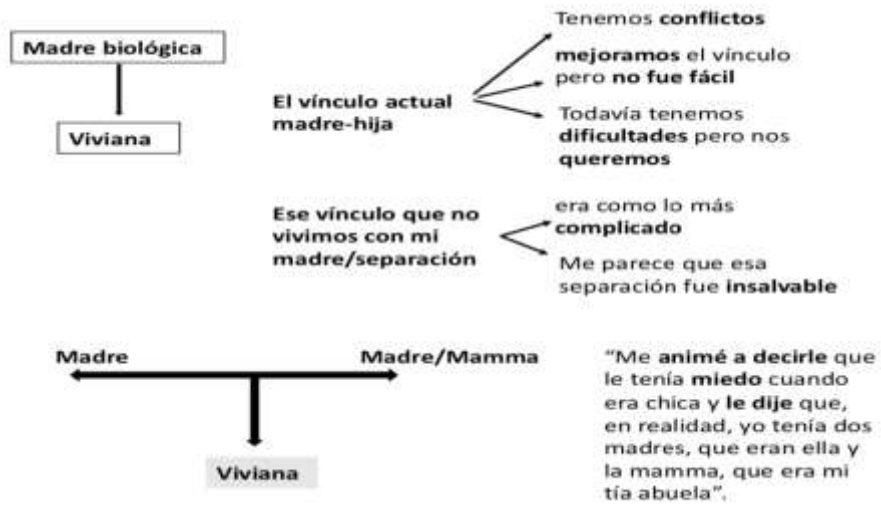 Madre biológica
Viviana
El vínculo actual
madre-hija
Tenemos conflictos
mejoramos el vínculo
pero no fue fácil
Todavía tenemos
dificultades pero nos
queremos
Ese vínculo que no
vivimos con mi
madre/separación
era como lo más
complicado
Me parece que esa
separación fue insalvable
Madre
Madre/Mamma
Viviana
“Me animé a decirle que
le tenía miedo cuando
era chica y le dije que,
en realidad, yo tenía dos
madres, que eran ella y
la mamma, que era mi
tía abuela”.